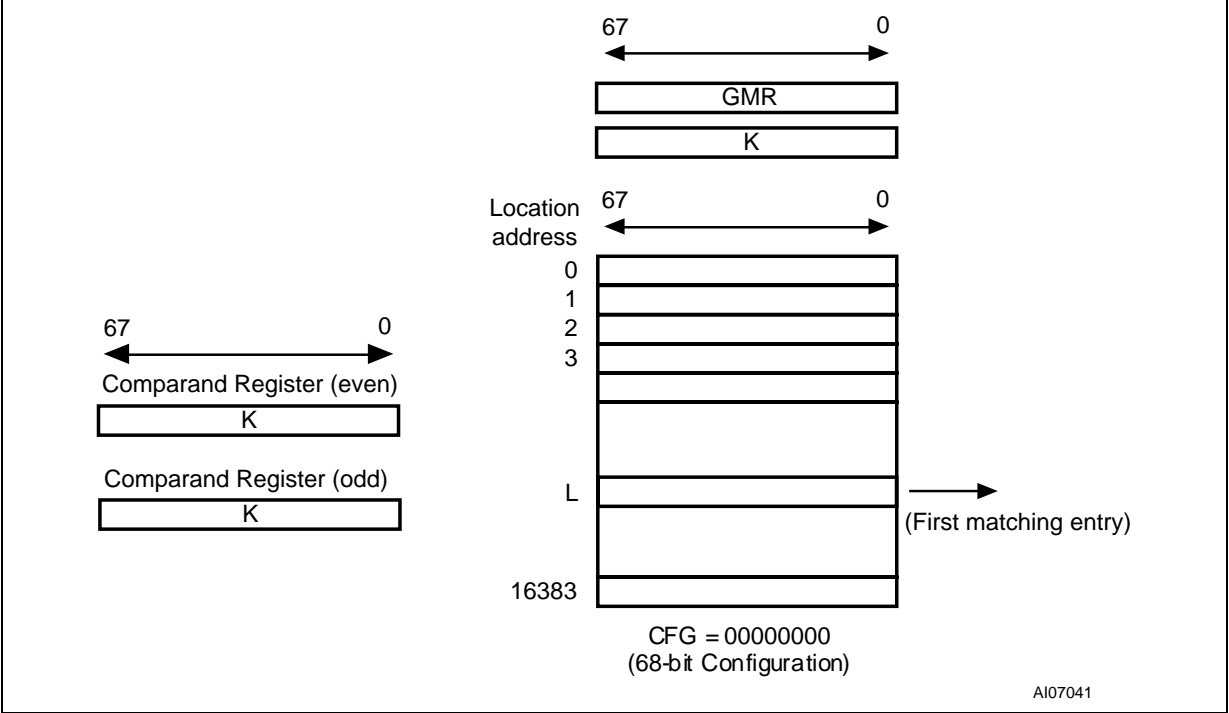 67 0
GMR
K
Location address
67 0
0
1
2
3
L
(First matching entry)
16383
CFG = 00000000
(68-bit Configuration)
67 0
Comparand Register (even)
K
Comparand Register (odd)
K
AI07041